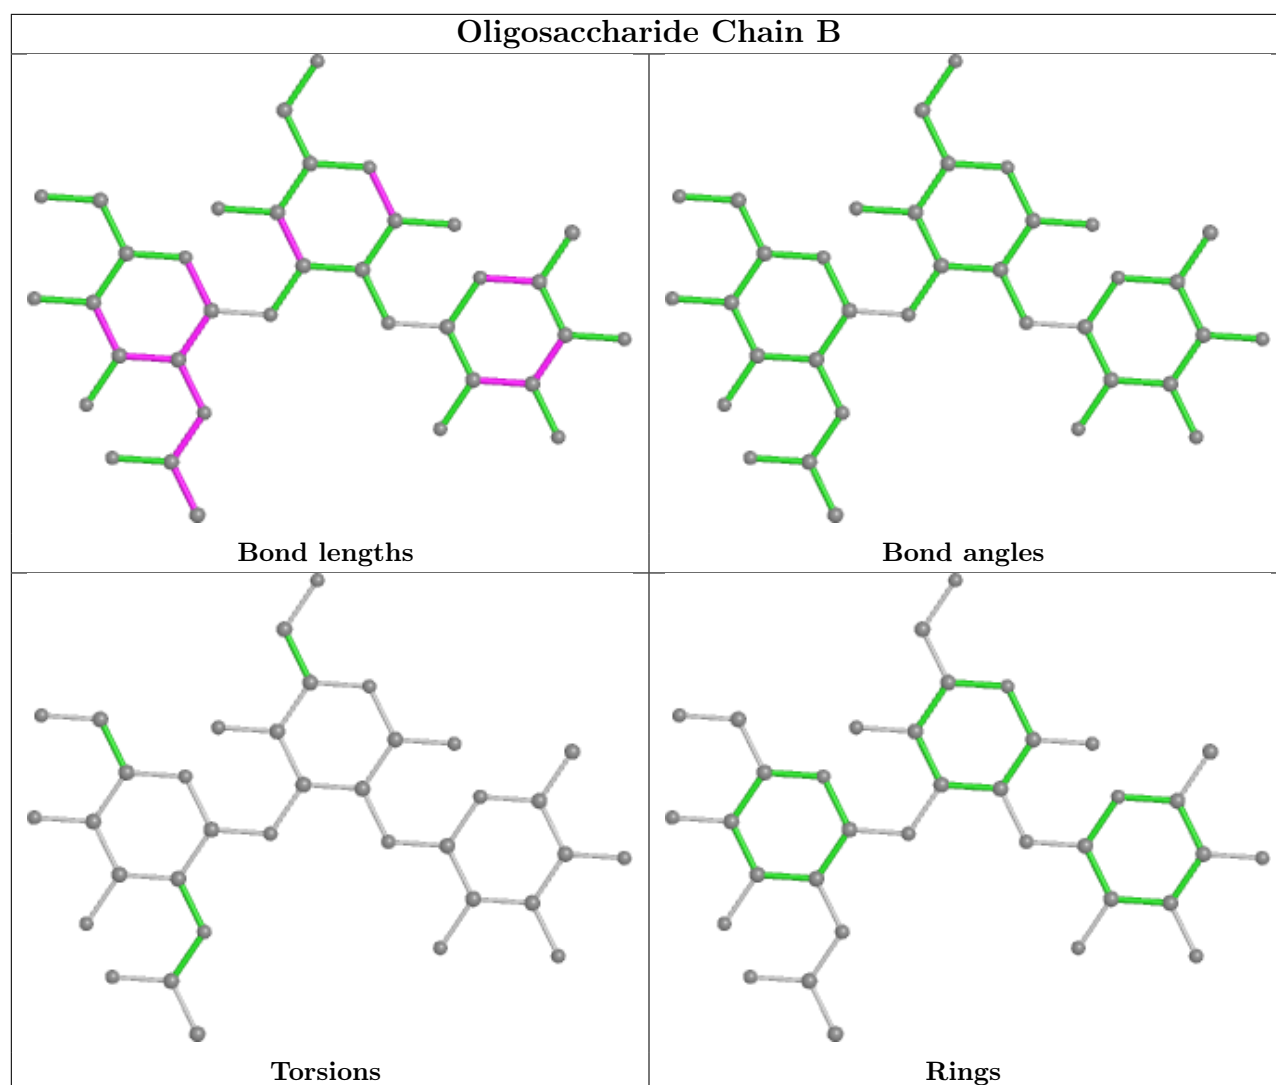 Oligosaccharide Chain B
Bond lengths
Bond angles
Torsions
Rings